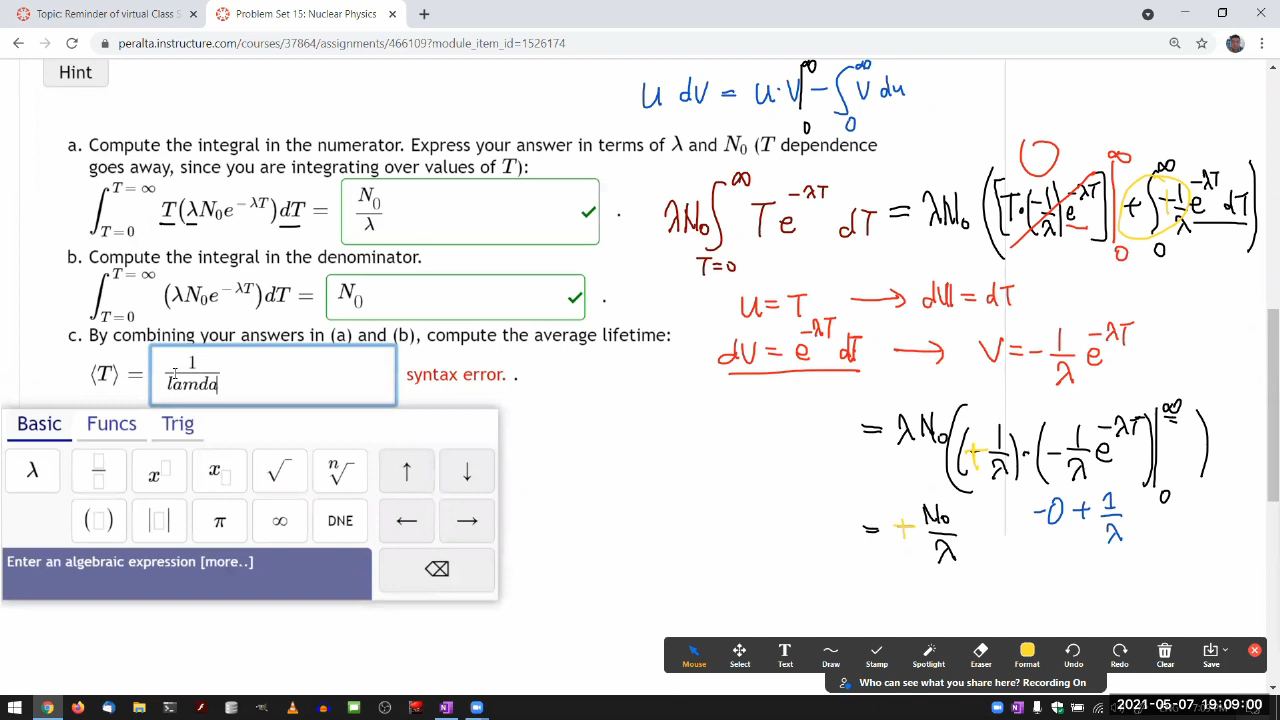 Topic: Reminder of virtual Class S
Problem Set 15: Nuclear Physics
peralta.instructure.com/courses/37864/assignments/466109?module_item_id=1526174
Hint
u dV = u·V|₀^∞ − ∫₀^∞ V du
a. Compute the integral in the numerator. Express your answer in terms of λ and N₀ (T dependence
goes away, since you are integrating over values of T):
∫_{T=0}^{T=∞} T(λN₀e^{−λT})dT = N₀/λ .
λN₀ ∫_{T=0}^∞ T e^{−λT} dT = λN₀ ([T·(−1/λ)e^{−λT}]|₀^∞ + ∫₀^∞ +1/λ e^{−λT} dT)
0
b. Compute the integral in the denominator.
∫_{T=0}^{T=∞} (λN₀e^{−λT})dT = N₀ .
u = T → du = dT
dV = e^{−λT} dT → V = −1/λ e^{−λT}
c. By combining your answers in (a) and (b), compute the average lifetime:
⟨T⟩ = 1/lamda syntax error. .
= λN₀((+1/λ)·(−1/λ e^{−λT})|₀^∞)
−0 + 1/λ
= + N₀/λ
Basic Funcs Trig
λ x□ x□ √ ⁿ√ ↑ ↓
(□) |□| π ∞ DNE ← →
Enter an algebraic expression [more..]
Mouse Select Text Draw Stamp Spotlight Eraser Format Undo Redo Clear Save
Who can see what you share here? Recording On
2021-05-07 19:09:00